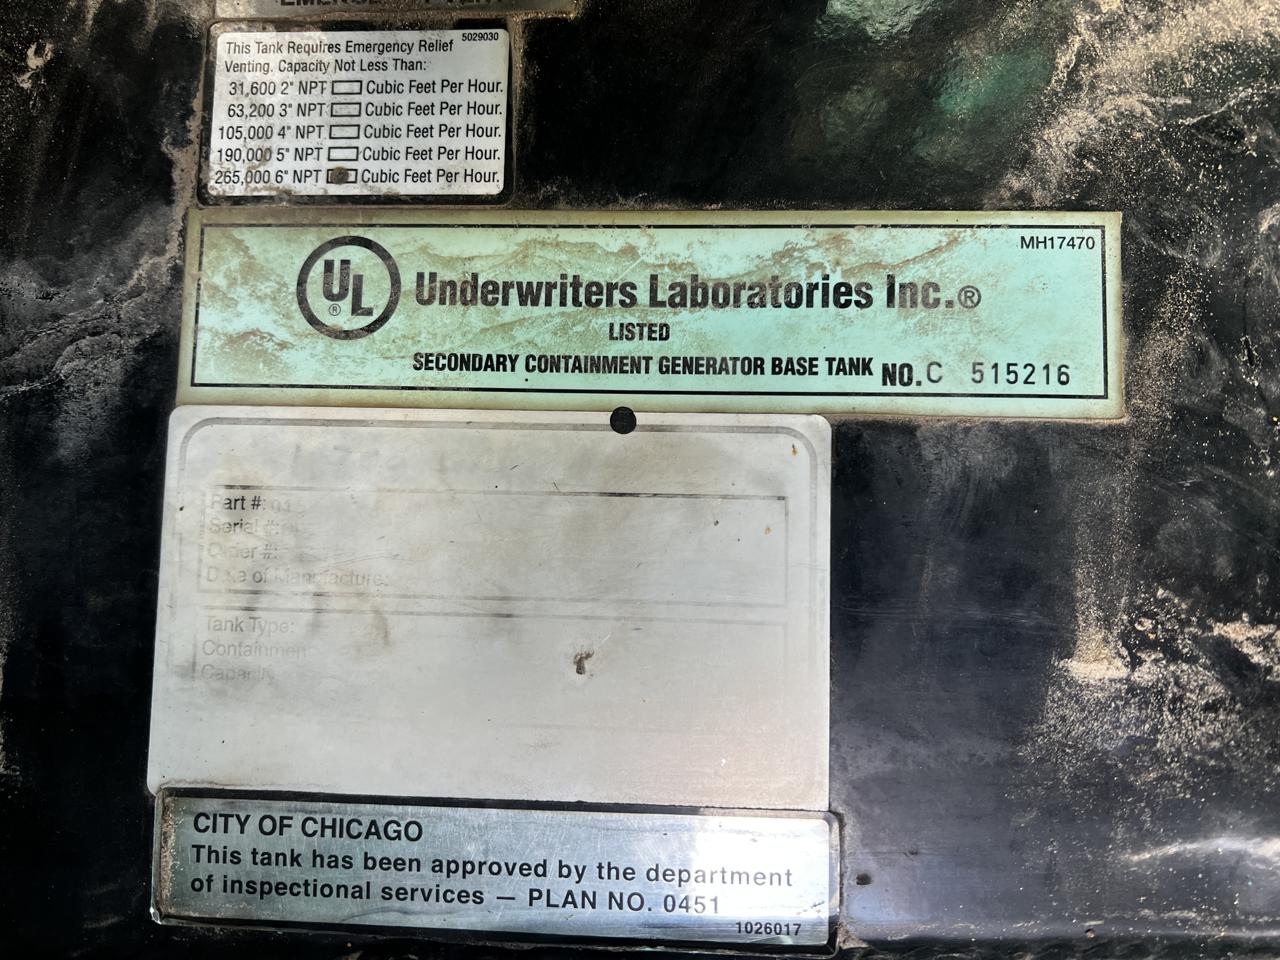 5029030
This Tank Requires Emergency Relief
Venting. Capacity Not Less Than:
31,600 2" NPT Cubic Feet Per Hour.
63,200 3" NPT Cubic Feet Per Hour.
105,000 4" NPT Cubic Feet Per Hour.
190,000 5" NPT Cubic Feet Per Hour.
265,000 6" NPT Cubic Feet Per Hour.
MH17470
UL ®
Underwriters Laboratories Inc.®
LISTED
SECONDARY CONTAINMENT GENERATOR BASE TANK NO. C 515216
Part #:
Serial #:
Order #:
Date of Manufacture:
Tank Type:
Containment
Capacity
CITY OF CHICAGO
This tank has been approved by the department
of inspectional services — PLAN NO. 0451
1026017